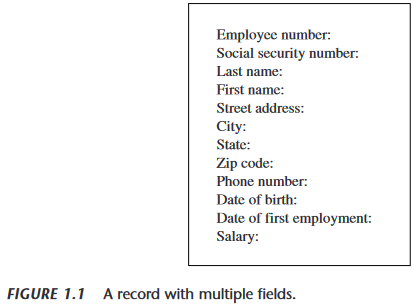 Employee number:
Social security number:
Last name:
First name:
Street address:
City:
State:
Zip code:
Phone number:
Date of birth:
Date of first employment:
Salary:
FIGURE 1.1 A record with multiple fields.